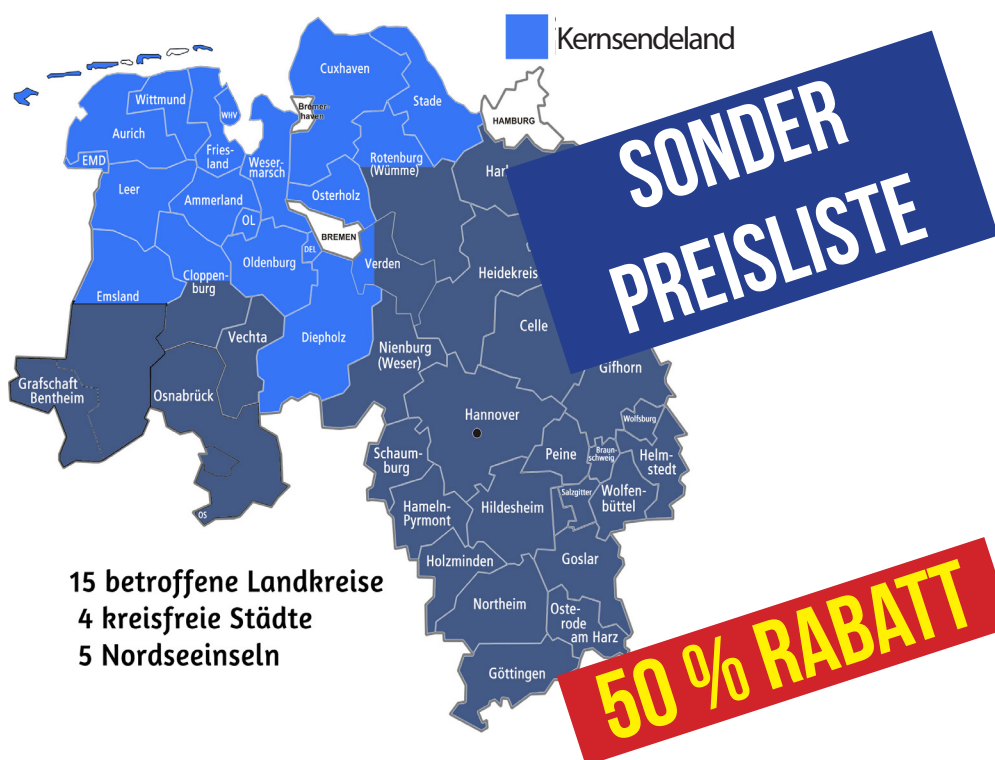 Kernsendeland
SONDER
PREISLISTE
Cuxhaven
Wittmund
Stade
WHV
Bremer-
haven
HAMBURG
Aurich
EMD
Fries-
land
Weser-
marsch
Rotenburg
(Wümme)
Har
Leer
Ammerland
Osterholz
OL
BREMEN
DEL
Oldenburg
Verden
Heidekreis
Cloppen-
burg
Emsland
Celle
Vechta
Diepholz
Nienburg
(Weser)
Gifhorn
Grafschaft
Bentheim
Osnabrück
Hannover
Wolfsburg
Schaum-
burg
Peine
Braun-
schweig
Helm-
stedt
Salzgitter
Wolfen-
büttel
Hameln-
Pyrmont
Hildesheim
OS
Holzminden
Goslar
Northeim
Oste-
rode
am Harz
Göttingen
15 betroffene Landkreise
4 kreisfreie Städte
5 Nordseeinseln
50 % RABATT